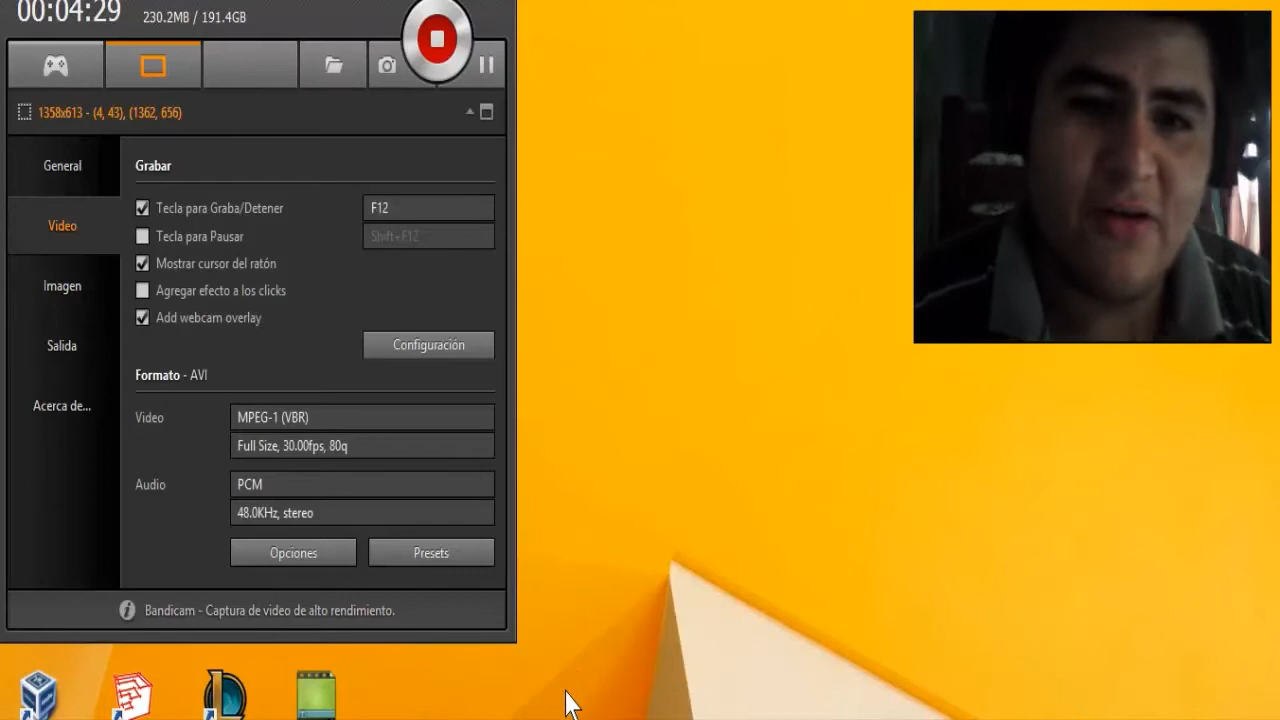 00:04:29
230.2MB / 191.4GB
1358x613 - (4, 43), (1362, 656)
General
Video
Imagen
Salida
Acerca de...
Grabar
Tecla para Graba/Detener
F12
Tecla para Pausar
Shift+F12
Mostrar cursor del ratón
Agregar efecto a los clicks
Add webcam overlay
Configuración
Formato - AVI
Video
MPEG-1 (VBR)
Full Size, 30.00fps, 80q
Audio
PCM
48.0KHz, stereo
Opciones
Presets
Bandicam - Captura de video de alto rendimiento.